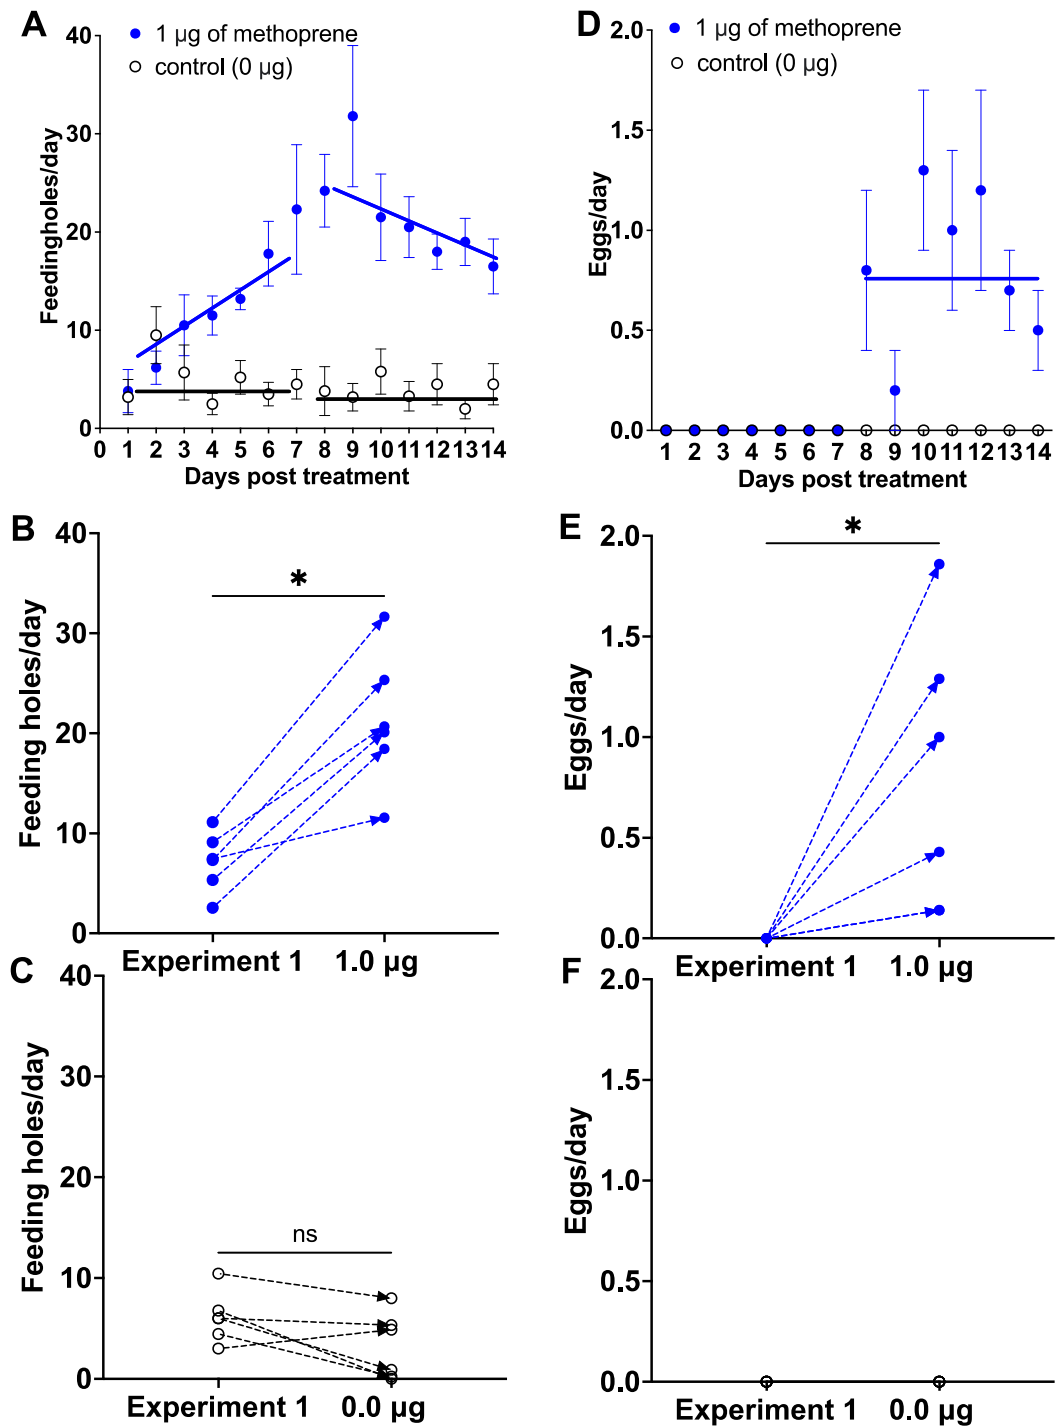 A
1 µg of methoprene
control (0 µg)
Feedingholes/day
40
30
20
10
0
0 1 2 3 4 5 6 7 8 9 10 11 12 13 14
Days post treatment
D
1 µg of methoprene
control (0 µg)
Eggs/day
2.0
1.5
1.0
0.5
0.0
1 2 3 4 5 6 7 8 9 10 11 12 13 14
Days post treatment
B
Feeding holes/day
40
30
20
10
0
*
Experiment 1 1.0 µg
E
Eggs/day
2.0
1.5
1.0
0.5
0.0
*
Experiment 1 1.0 µg
C
Feeding holes/day
40
30
20
10
0
ns
Experiment 1 0.0 µg
F
Eggs/day
2.0
1.5
1.0
0.5
0.0
Experiment 1 0.0 µg